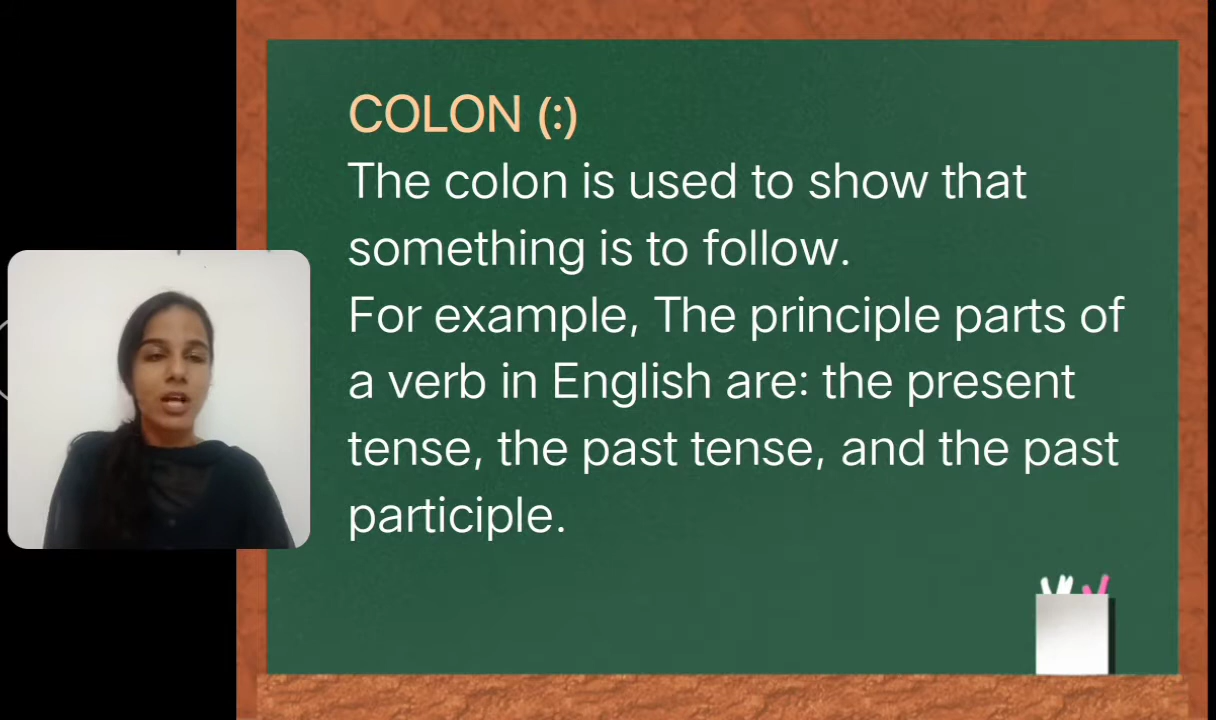 COLON (:)
The colon is used to show that
something is to follow.
For example, The principle parts of
a verb in English are: the present
tense, the past tense, and the past
participle.